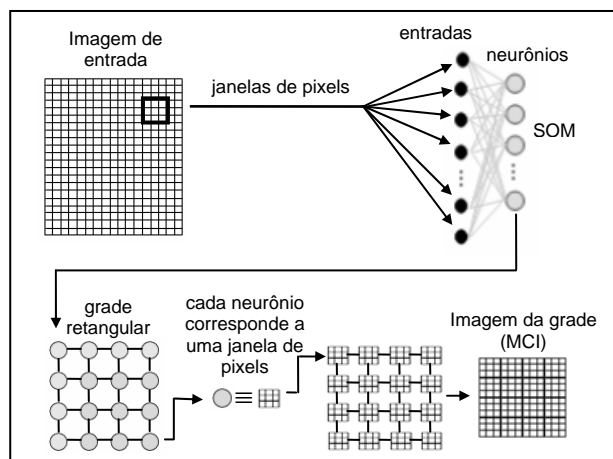 Imagem de
entrada
janelas de pixels
entradas
neurônios
SOM
grade
retangular
cada neurônio
corresponde a
uma janela de
pixels
Imagem da grade
(MCI)